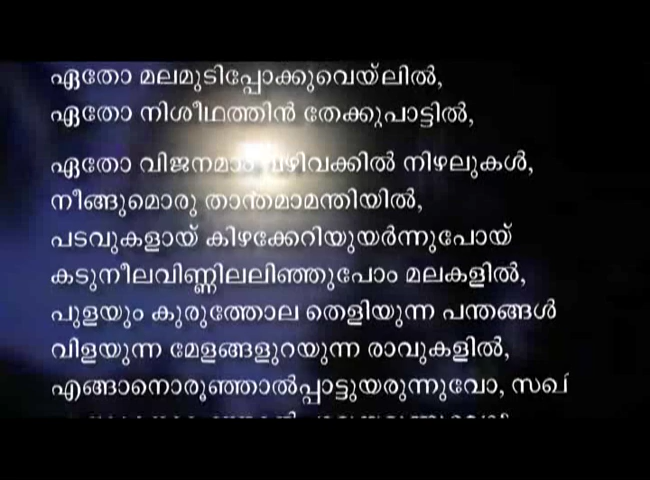 ഏതോ മലമുടിപ്പോക്കുവെയ്‌ലിൽ,
ഏതോ നിശീഥത്തിൻ തേക്കുപാട്ടിൽ,
ഏതോ വിജനമാം വഴിവക്കിൽ നിഴലുകൾ,
നീങ്ങുമൊരു താന്തമാമന്തിയിൽ,
പടവുകളായ് കിഴക്കേറിയുയർന്നുപോയ്
കടുനീലവിണ്ണിലലിഞ്ഞുപോം മലകളിൽ,
പുളയും കുരുത്തോല തെളിയുന്ന പന്തങ്ങൾ
വിളയുന്ന മേളങ്ങളുറയുന്ന രാവുകളിൽ,
എങ്ങാനൊരൂഞ്ഞാൽപ്പാട്ടുയരുന്നുവോ, സഖി